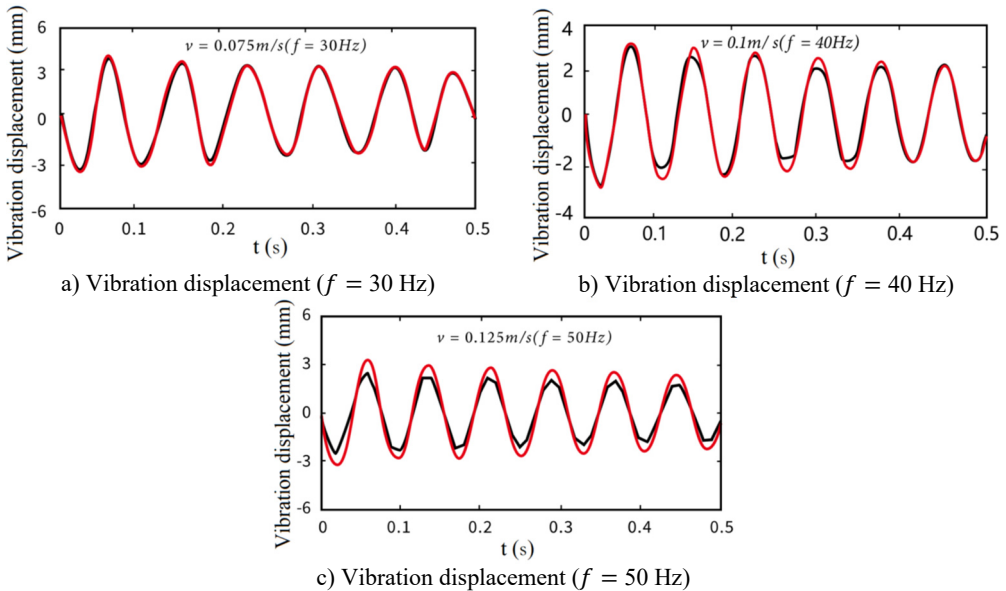 Vibration displacement (mm)
6
3
0
-3
-6
v = 0.075m/s(f = 30Hz)
0 0.1 0.2 0.3 0.4 0.5
t (s)
a) Vibration displacement (f = 30 Hz)
Vibration displacement (mm)
4
2
0
-2
-4
v = 0.1m/s(f = 40Hz)
0 0.1 0.2 0.3 0.4 0.5
t (s)
b) Vibration displacement (f = 40 Hz)
Vibration displacement (mm)
6
3
0
-3
-6
v = 0.125m/s(f = 50Hz)
0 0.1 0.2 0.3 0.4 0.5
t (s)
c) Vibration displacement (f = 50 Hz)